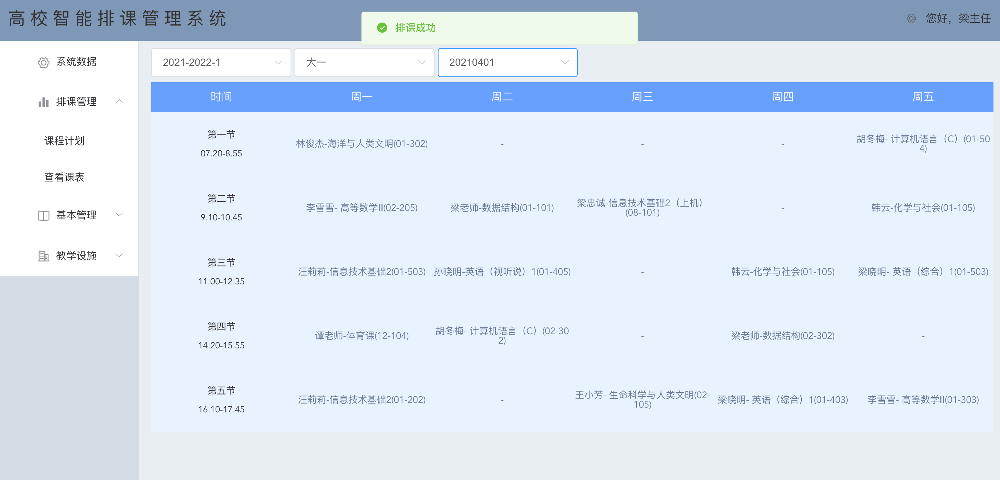 高校智能排课管理系统
排课成功
您好，梁主任
系统数据
排课管理
课程计划
查看课表
基本管理
教学设施
2021-2022-1
大一
20210401
时间 周一 周二 周三 周四 周五
第一节
07.20-8.55
林俊杰-海洋与人类文明(01-302)
-
-
-
胡冬梅- 计算机语言（C）(01-50
4)
第二节
9.10-10.45
李雪雪- 高等数学II(02-205)
梁老师-数据结构(01-101)
梁忠诚-信息技术基础2（上机）
(08-101)
-
韩云-化学与社会(01-105)
第三节
11.00-12.35
汪莉莉-信息技术基础2(01-503)
孙晓明-英语（视听说）1(01-405)
-
韩云-化学与社会(01-105)
梁晓明- 英语（综合）1(01-503)
第四节
14.20-15.55
谭老师-体育课(12-104)
胡冬梅- 计算机语言（C）(02-30
2)
-
梁老师-数据结构(02-302)
-
第五节
16.10-17.45
汪莉莉-信息技术基础2(01-202)
-
王小芳- 生命科学与人类文明(02-
105)
梁晓明- 英语（综合）1(01-403)
李雪雪- 高等数学II(01-303)